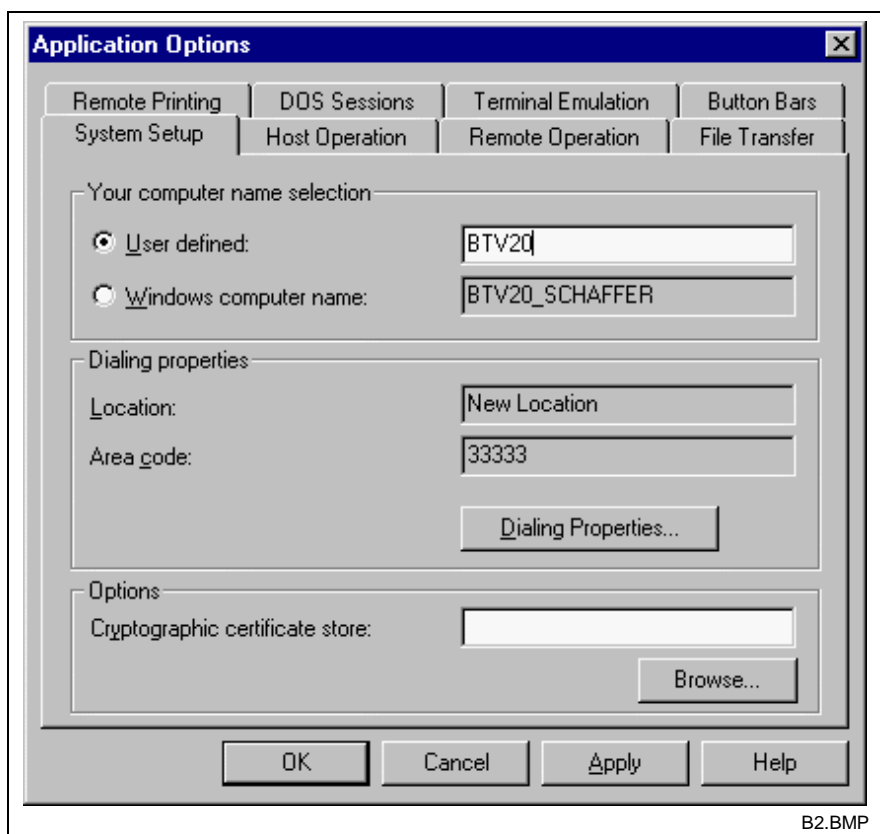 Application Options
Remote Printing DOS Sessions Terminal Emulation Button Bars
System Setup Host Operation Remote Operation File Transfer
Your computer name selection
User defined: BTV20
Windows computer name: BTV20_SCHAFFER
Dialing properties
Location: New Location
Area code: 33333
Dialing Properties...
Options
Cryptographic certificate store:
Browse...
OK Cancel Apply Help
B2.BMP